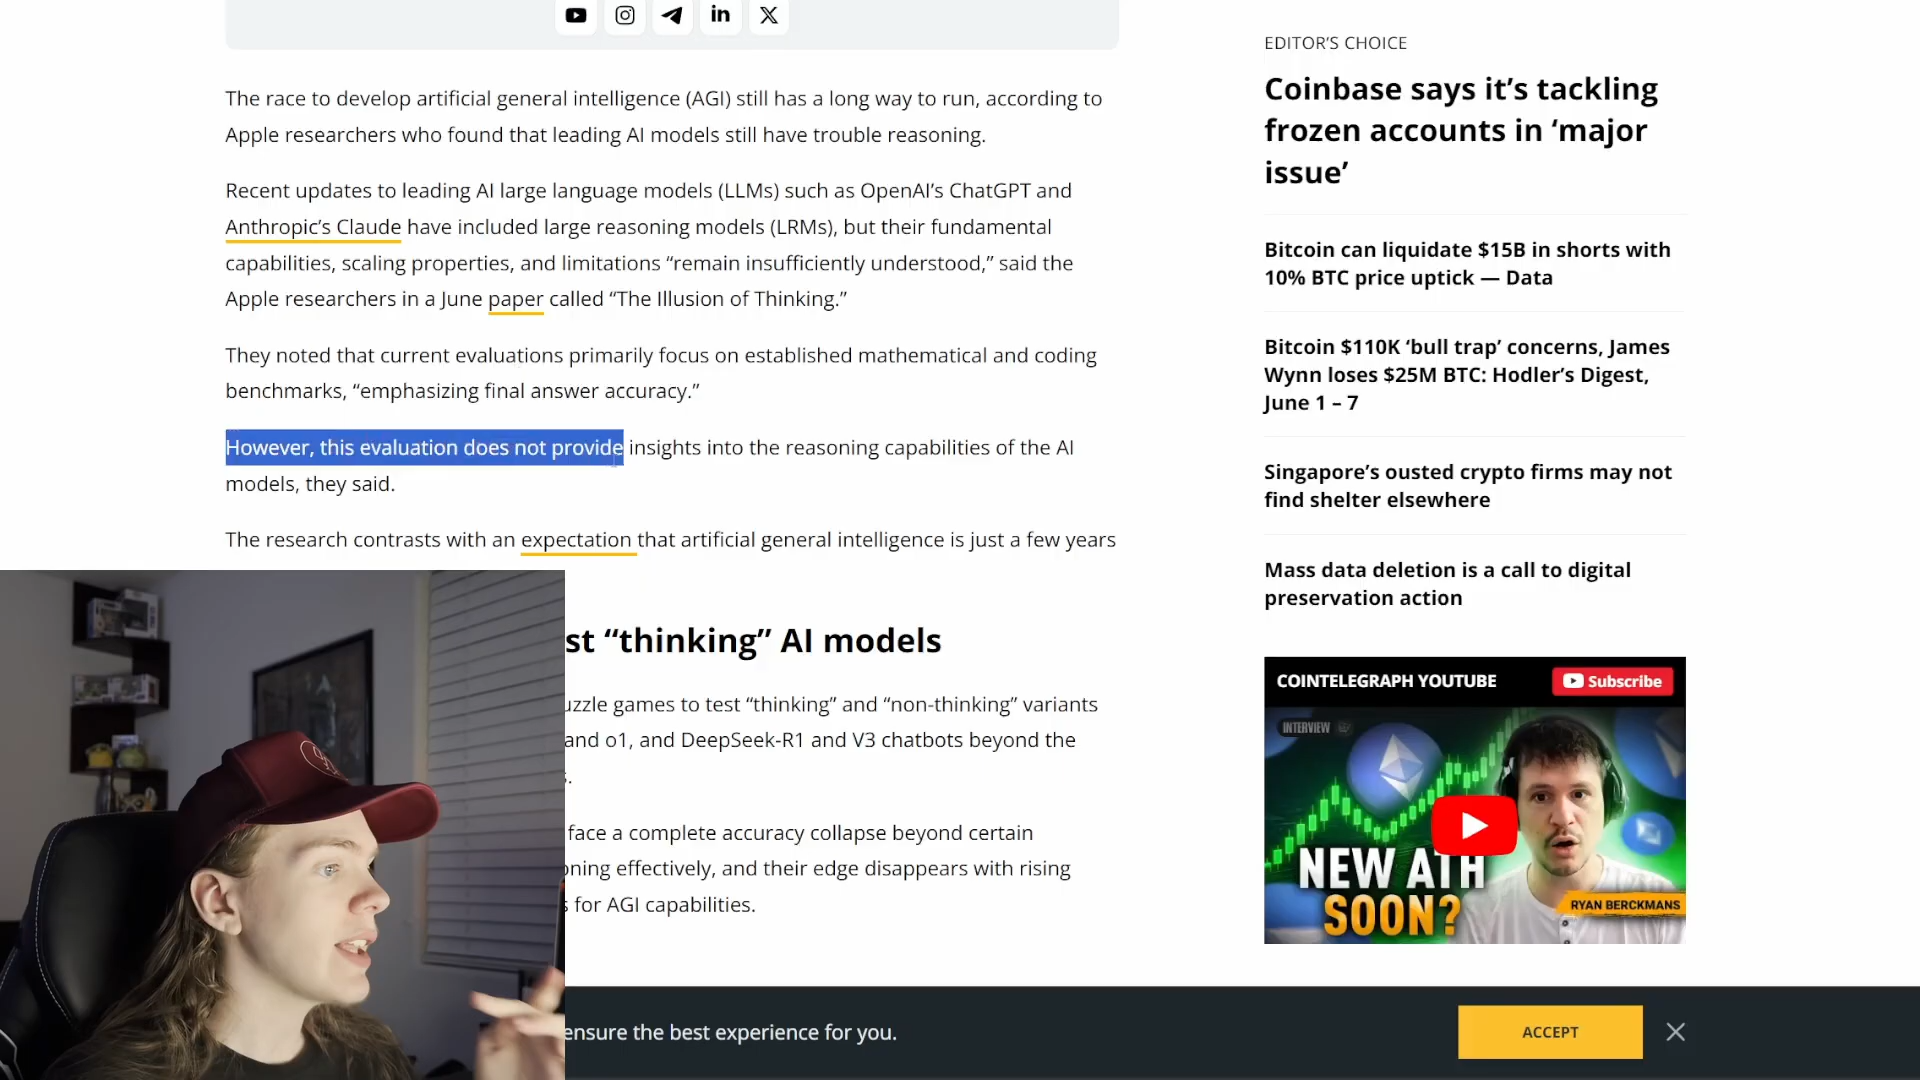 The race to develop artificial general intelligence (AGI) still has a long way to run, according to
Apple researchers who found that leading AI models still have trouble reasoning.
Recent updates to leading AI large language models (LLMs) such as OpenAI’s ChatGPT and
Anthropic’s Claude have included large reasoning models (LRMs), but their fundamental
capabilities, scaling properties, and limitations “remain insufficiently understood,” said the
Apple researchers in a June paper called “The Illusion of Thinking.”
They noted that current evaluations primarily focus on established mathematical and coding
benchmarks, “emphasizing final answer accuracy.”
However, this evaluation does not provide insights into the reasoning capabilities of the AI
models, they said.
The research contrasts with an expectation that artificial general intelligence is just a few years
st “thinking” AI models
uzzle games to test “thinking” and “non-thinking” variants
and o1, and DeepSeek-R1 and V3 chatbots beyond the
s.
face a complete accuracy collapse beyond certain
oning effectively, and their edge disappears with rising
s for AGI capabilities.
ensure the best experience for you.
ACCEPT
EDITOR’S CHOICE
Coinbase says it’s tackling
frozen accounts in ‘major
issue’
Bitcoin can liquidate $15B in shorts with
10% BTC price uptick — Data
Bitcoin $110K ‘bull trap’ concerns, James
Wynn loses $25M BTC: Hodler’s Digest,
June 1 – 7
Singapore’s ousted crypto firms may not
find shelter elsewhere
Mass data deletion is a call to digital
preservation action
COINTELEGRAPH YOUTUBE
Subscribe
INTERVIEW
NEW ATH
SOON?
RYAN BERCKMANS